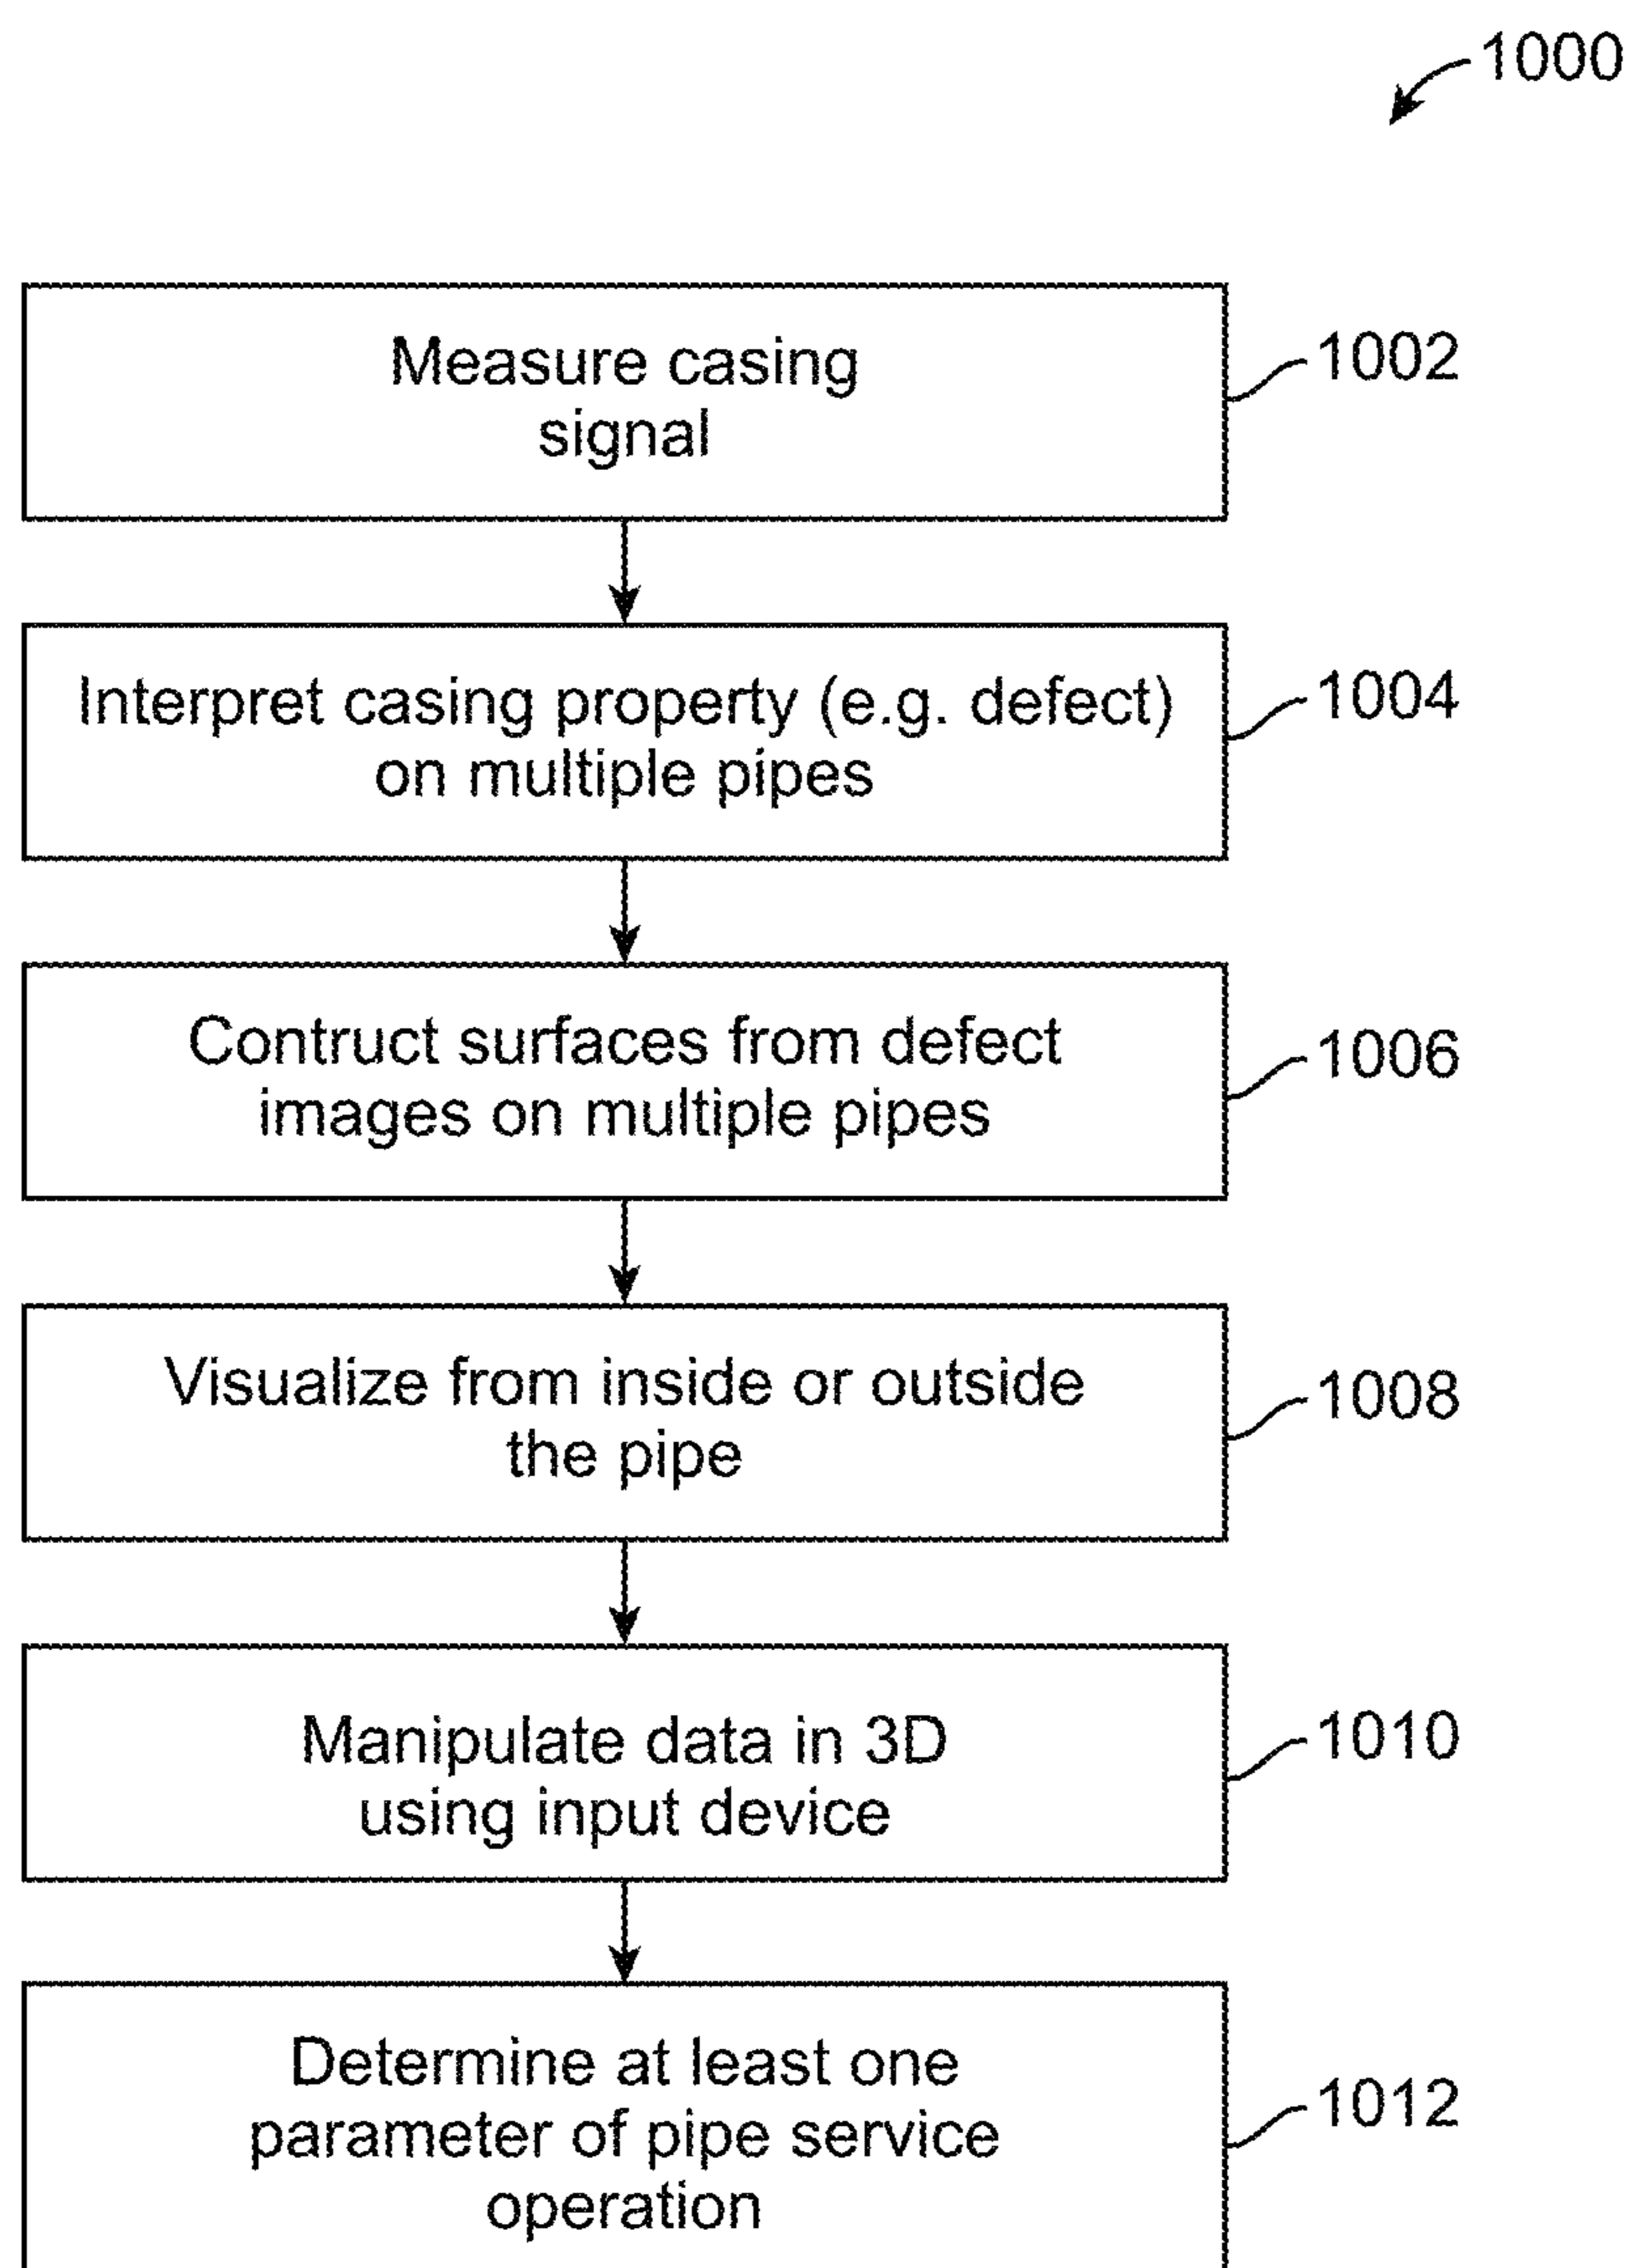 1000
Measure casing
signal
1002
Interpret casing property (e.g. defect)
on multiple pipes
1004
Contruct surfaces from defect
images on multiple pipes
1006
Visualize from inside or outside
the pipe
1008
Manipulate data in 3D
using input device
1010
Determine at least one
parameter of pipe service
operation
1012